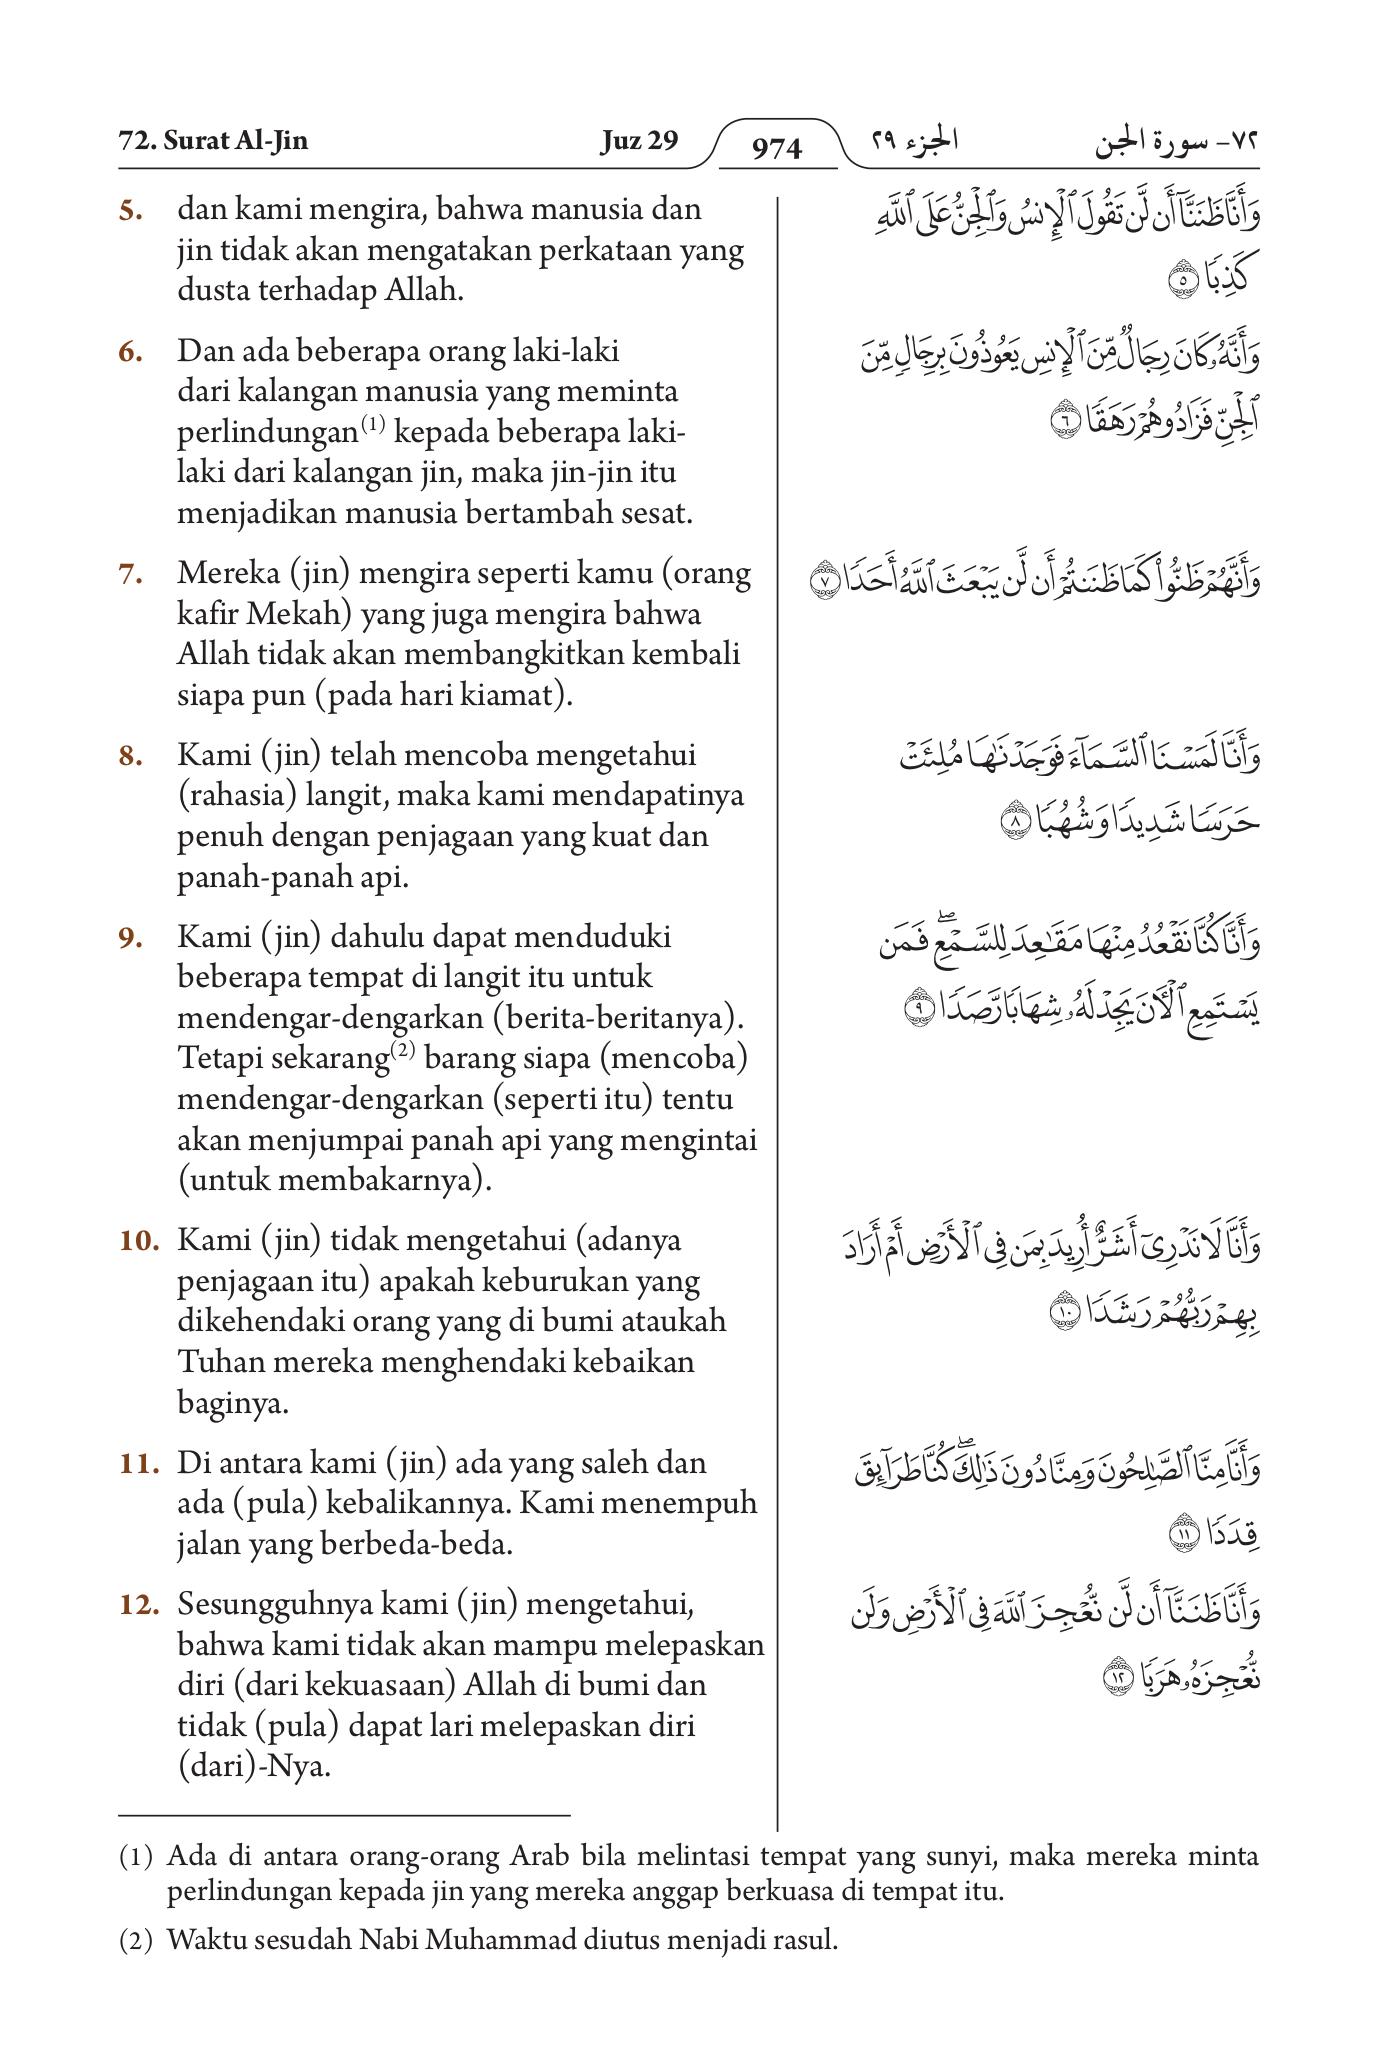 72. Surat Al-Jin
Juz 29
974
الجزء ٢٩
٧٢- سورة الجن
5. dan kami mengira, bahwa manusia dan
jin tidak akan mengatakan perkataan yang
dusta terhadap Allah.
6. Dan ada beberapa orang laki-laki
dari kalangan manusia yang meminta
perlindungan(1) kepada beberapa laki-
laki dari kalangan jin, maka jin-jin itu
menjadikan manusia bertambah sesat.
7. Mereka (jin) mengira seperti kamu (orang
kafir Mekah) yang juga mengira bahwa
Allah tidak akan membangkitkan kembali
siapa pun (pada hari kiamat).
8. Kami (jin) telah mencoba mengetahui
(rahasia) langit, maka kami mendapatinya
penuh dengan penjagaan yang kuat dan
panah-panah api.
9. Kami (jin) dahulu dapat menduduki
beberapa tempat di langit itu untuk
mendengar-dengarkan (berita-beritanya).
Tetapi sekarang(2) barang siapa (mencoba)
mendengar-dengarkan (seperti itu) tentu
akan menjumpai panah api yang mengintai
(untuk membakarnya).
10. Kami (jin) tidak mengetahui (adanya
penjagaan itu) apakah keburukan yang
dikehendaki orang yang di bumi ataukah
Tuhan mereka menghendaki kebaikan
baginya.
11. Di antara kami (jin) ada yang saleh dan
ada (pula) kebalikannya. Kami menempuh
jalan yang berbeda-beda.
12. Sesungguhnya kami (jin) mengetahui,
bahwa kami tidak akan mampu melepaskan
diri (dari kekuasaan) Allah di bumi dan
tidak (pula) dapat lari melepaskan diri
(dari)-Nya.
وَأَنَّا ظَنَنَّآ أَن لَّن تَقُولَ ٱلْإِنسُ وَٱلْجِنُّ عَلَى ٱللَّهِ
كَذِبًا ٥
وَأَنَّهُۥ كَانَ رِجَالٌ مِّنَ ٱلْإِنسِ يَعُوذُونَ بِرِجَالٍ مِّنَ
ٱلْجِنِّ فَزَادُوهُمْ رَهَقًا ٦
وَأَنَّهُمْ ظَنُّوا۟ كَمَا ظَنَنتُمْ أَن لَّن يَبْعَثَ ٱللَّهُ أَحَدًا ٧
وَأَنَّا لَمَسْنَا ٱلسَّمَآءَ فَوَجَدْنَٰهَا مُلِئَتْ
حَرَسًا شَدِيدًا وَشُهُبًا ٨
وَأَنَّا كُنَّا نَقْعُدُ مِنْهَا مَقَٰعِدَ لِلسَّمْعِ ۖ فَمَن
يَسْتَمِعِ ٱلْـَٔانَ يَجِدْ لَهُۥ شِهَابًا رَّصَدًا ٩
وَأَنَّا لَا نَدْرِىٓ أَشَرٌّ أُرِيدَ بِمَن فِى ٱلْأَرْضِ أَمْ أَرَادَ
بِهِمْ رَبُّهُمْ رَشَدًا ١٠
وَأَنَّا مِنَّا ٱلصَّٰلِحُونَ وَمِنَّا دُونَ ذَٰلِكَ ۖ كُنَّا طَرَآئِقَ
قِدَدًا ١١
وَأَنَّا ظَنَنَّآ أَن لَّن نُّعْجِزَ ٱللَّهَ فِى ٱلْأَرْضِ وَلَن
نُّعْجِزَهُۥ هَرَبًا ١٢
(1) Ada di antara orang-orang Arab bila melintasi tempat yang sunyi, maka mereka minta
perlindungan kepada jin yang mereka anggap berkuasa di tempat itu.
(2) Waktu sesudah Nabi Muhammad diutus menjadi rasul.